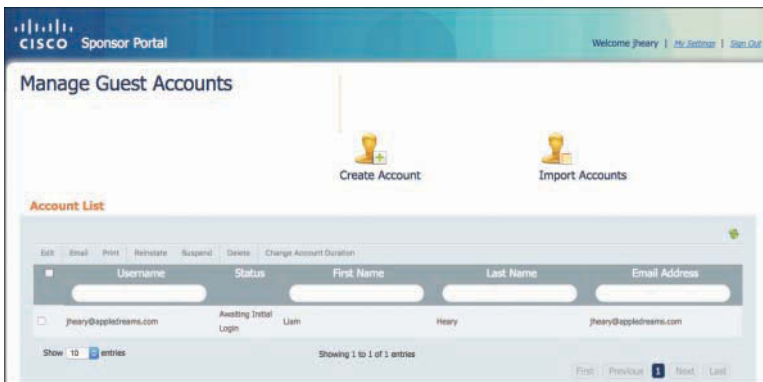 CISCO Sponsor Portal
Welcome jheary | My Settings | Sign Out
Manage Guest Accounts
Create Account
Import Accounts
Account List
Edit Email Print Reinstate Suspend Delete Change Account Duration
Username Status First Name Last Name Email Address
jheary@appledreams.com Awaiting Initial Login Liam Heary jheary@appledreams.com
Show 10 entries Showing 1 to 1 of 1 entries
First Previous 1 Next Last